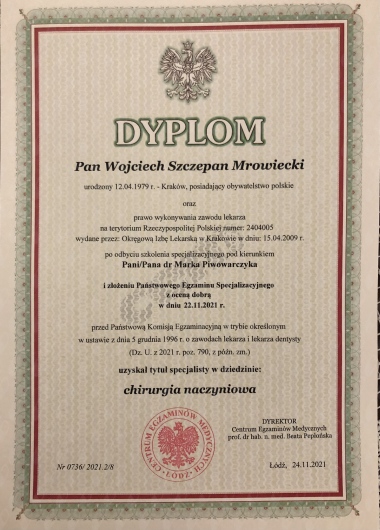 DYPLOM
Pan Wojciech Szczepan Mrowiecki
urodzony 12.04.1979 r. - Kraków, posiadający obywatelstwo polskie
oraz
prawo wykonywania zawodu lekarza
na terytorium Rzeczypospolitej Polskiej numer: 2404005
wydane przez: Okręgową Izbę Lekarską w Krakowie w dniu: 15.04.2009 r.
po odbyciu szkolenia specjalizacyjnego pod kierunkiem
Pani/Pana dr Marka Piwowarczyka
i złożeniu Państwowego Egzaminu Specjalizacyjnego
z oceną dobrą
w dniu 22.11.2021 r.
przed Państwową Komisją Egzaminacyjną w trybie określonym
w ustawie z dnia 5 grudnia 1996 r. o zawodach lekarza i lekarza dentysty
(Dz. U. z 2021 r. poz. 790, z późn. zm.)
uzyskał tytuł specjalisty w dziedzinie:
chirurgia naczyniowa
CENTRUM EGZAMINÓW MEDYCZNYCH
ŁÓDŹ
DYREKTOR
Centrum Egzaminów Medycznych
prof. dr hab. n. med. Beata Pepłońska
Nr 0736/ 2021.2/8
Łódź, 24.11.2021